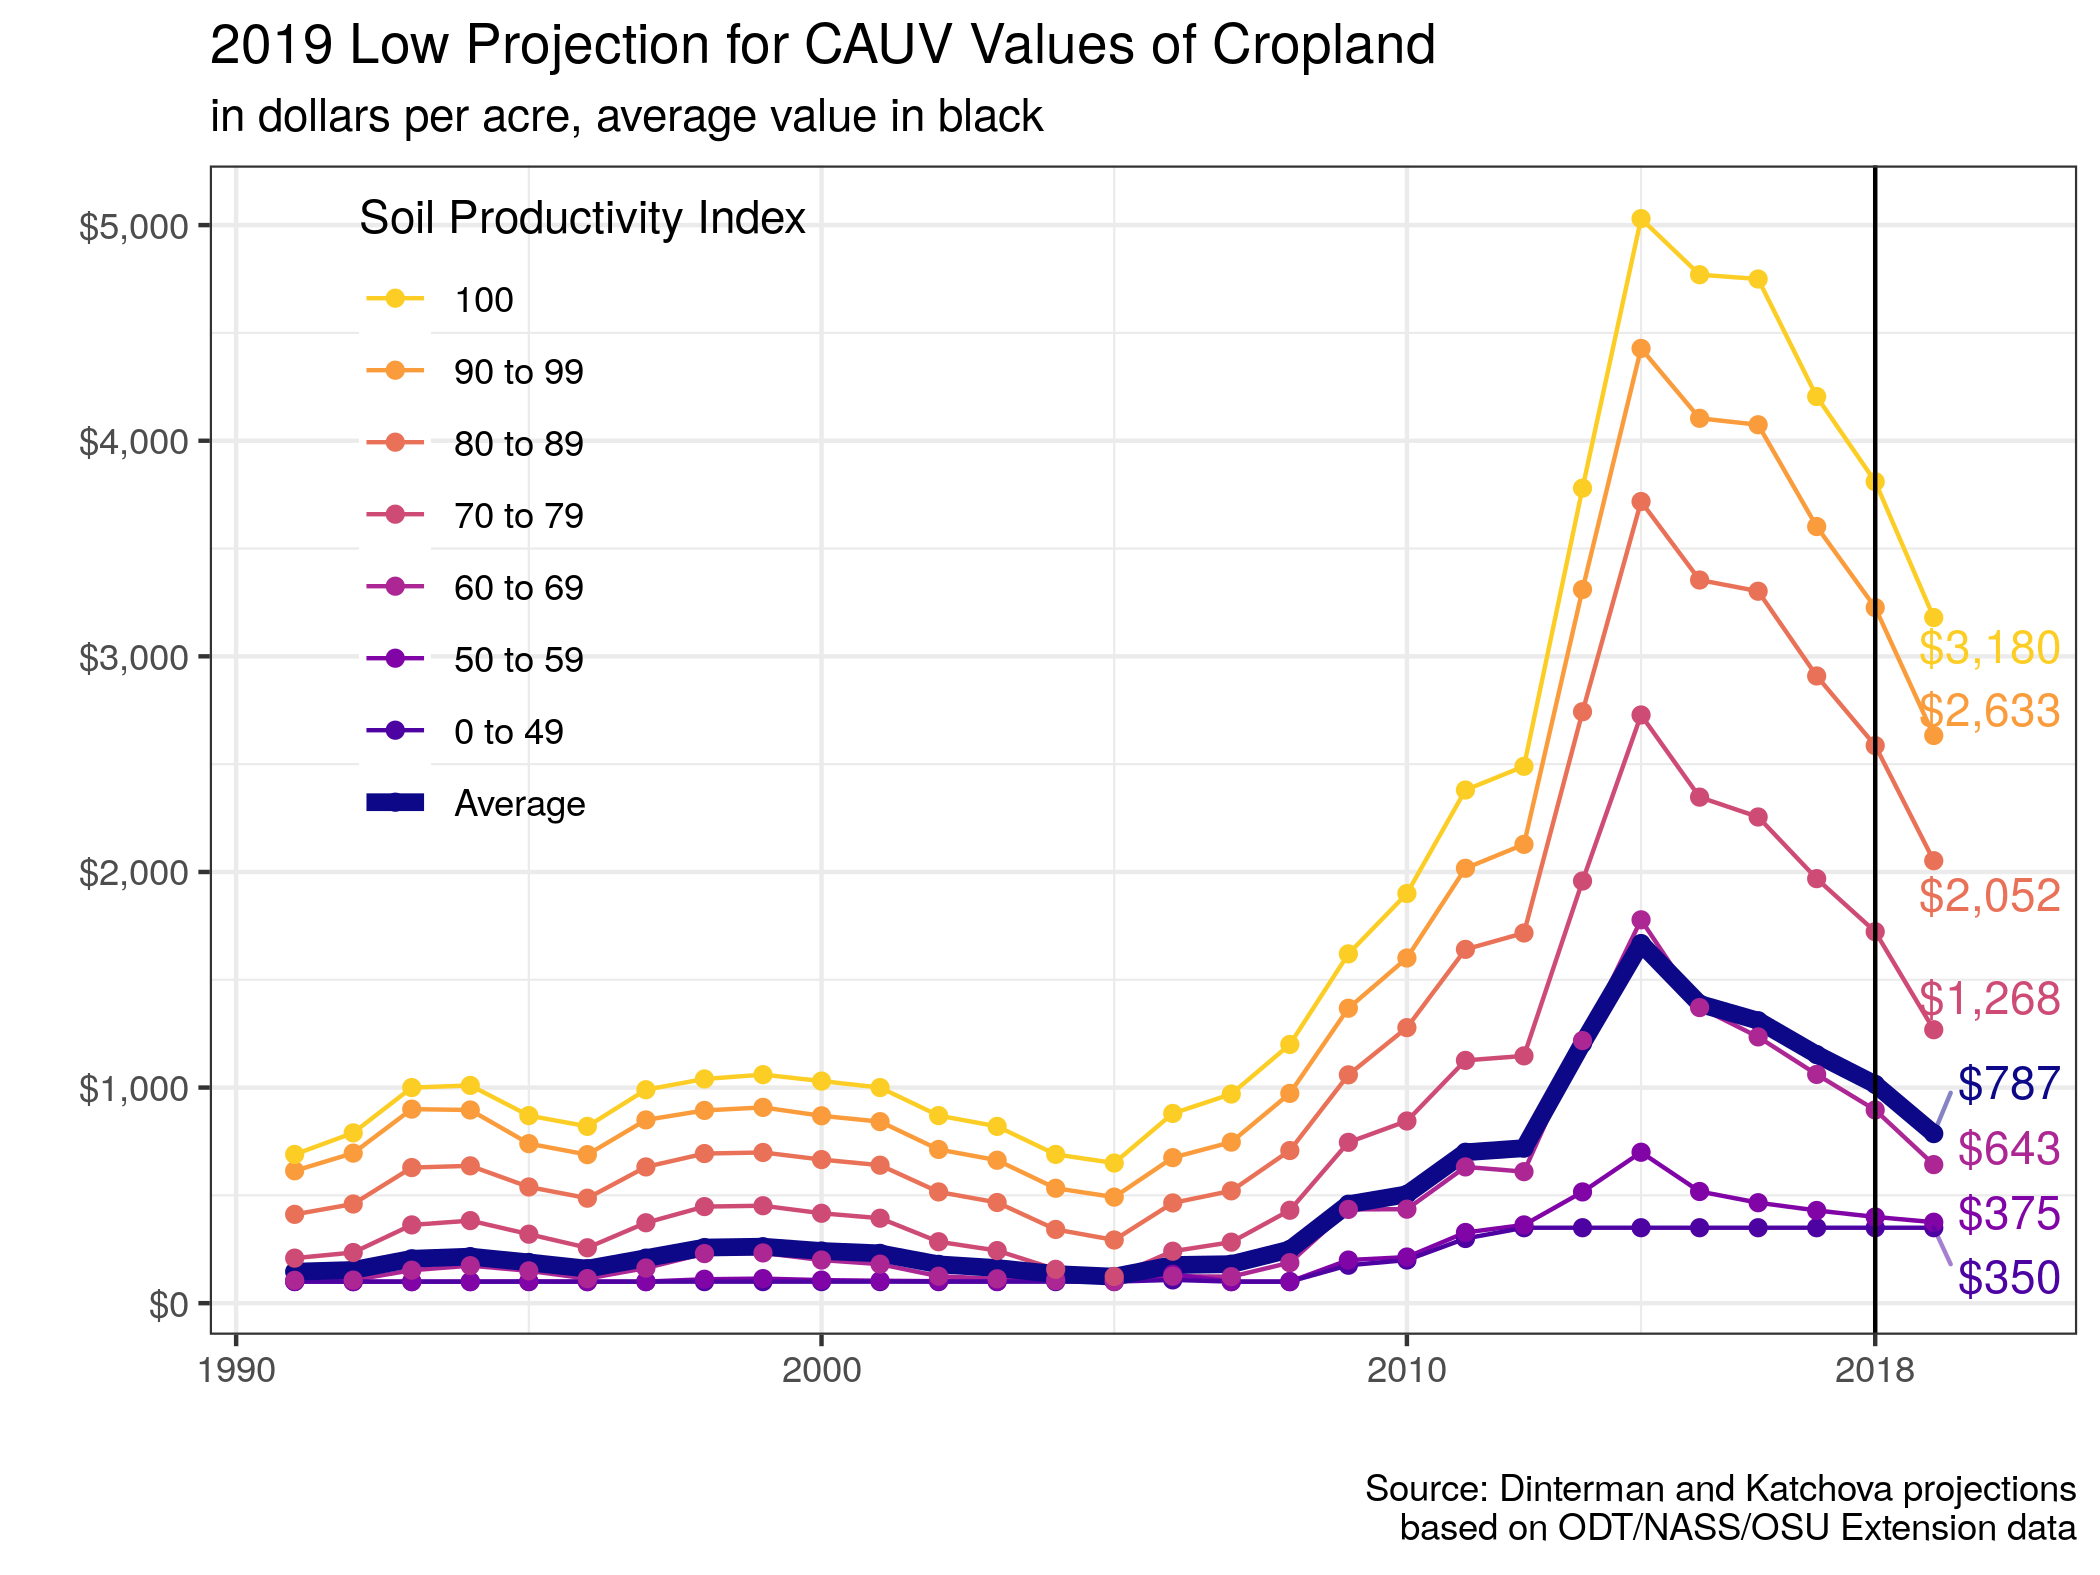 2019 Low Projection for CAUV Values of Cropland
in dollars per acre, average value in black
Soil Productivity Index
100
90 to 99
80 to 89
70 to 79
60 to 69
50 to 59
0 to 49
Average
$5,000
$4,000
$3,000
$2,000
$1,000
$0
$3,180
$2,633
$2,052
$1,268
$787
$643
$375
$350
1990
2000
2010
2018
Source: Dinterman and Katchova projections
based on ODT/NASS/OSU Extension data